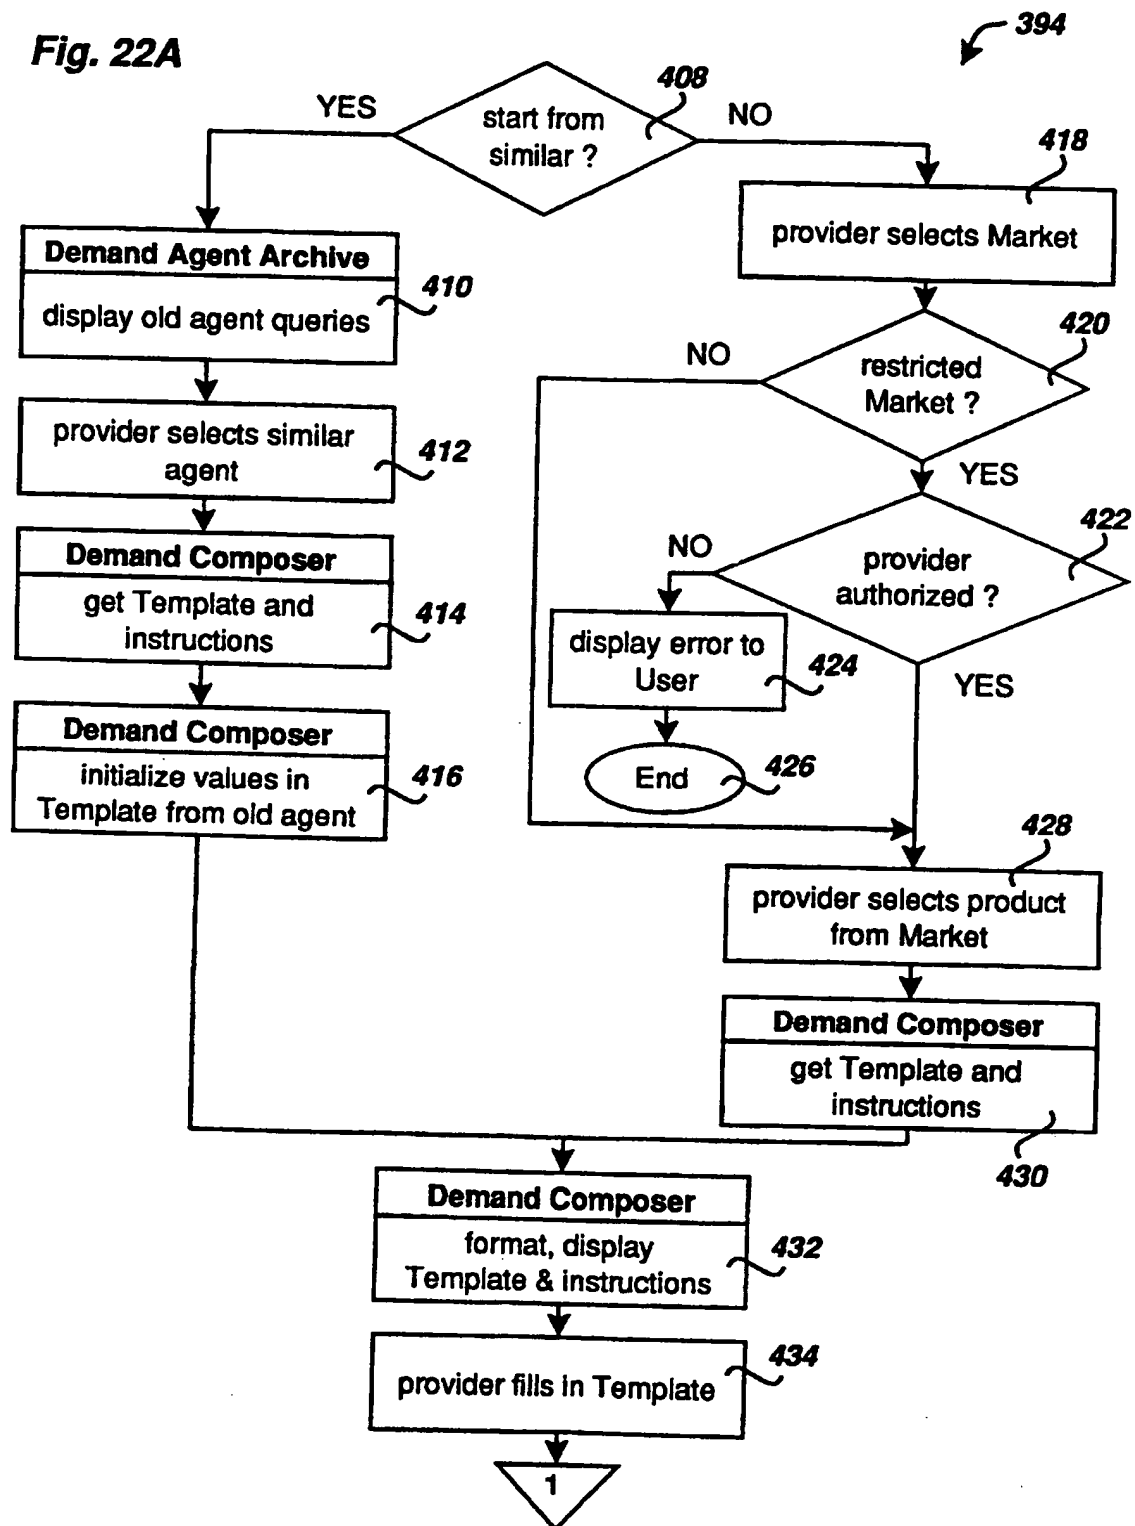 Fig. 22A
394
408
YES
start from
similar ?
NO
418
provider selects Market
Demand Agent Archive
410
display old agent queries
420
NO
restricted
Market ?
YES
provider selects similar
agent
412
422
NO
provider
authorized ?
YES
Demand Composer
get Template and
instructions
414
display error to
User
424
Demand Composer
initialize values in
Template from old agent
416
End
426
428
provider selects product
from Market
Demand Composer
get Template and
instructions
430
Demand Composer
format, display
Template & instructions
432
provider fills in Template
434
1